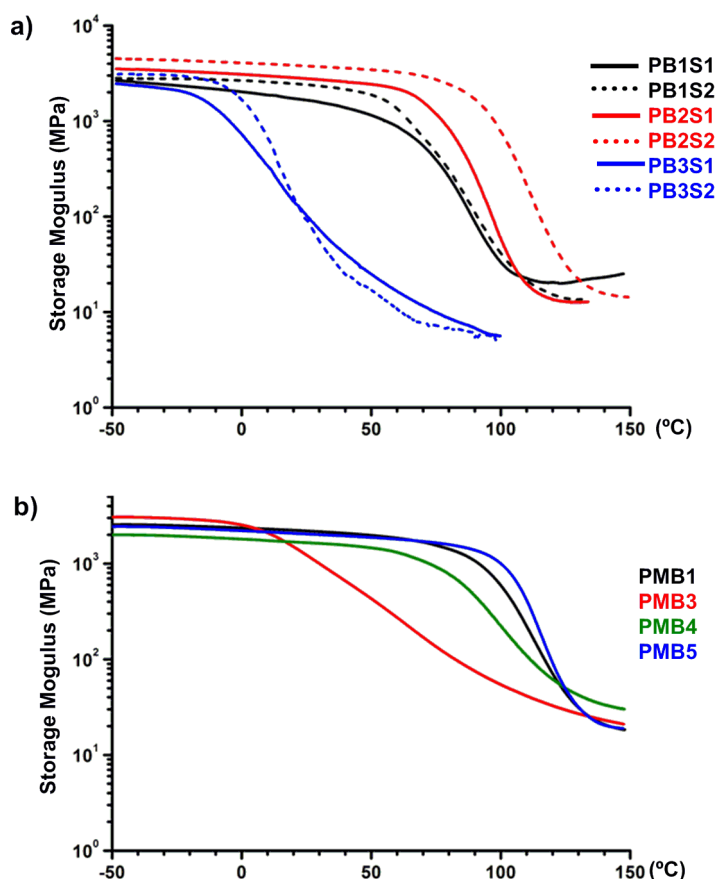 a)
Storage Mogulus (MPa)
10⁴
10³
10²
10¹
10⁰
-50 0 50 100 150 (ºC)
PB1S1
PB1S2
PB2S1
PB2S2
PB3S1
PB3S2
b)
Storage Mogulus (MPa)
10³
10²
10¹
10⁰
-50 0 50 100 150 (ºC)
PMB1
PMB3
PMB4
PMB5